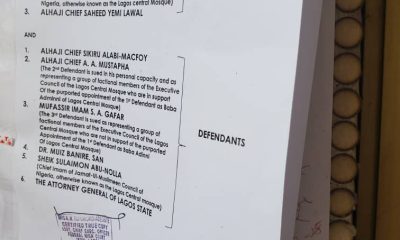 Nigeria, otherwise known as the Lagos central Mosque)
ALHAJI CHIEF SAHEED YEMI LAWAL
AND
1. ALHAJI CHIEF SIKIRU ALABI-MACFOY
2. ALHAJI CHIEF A. A. MUSTAPHA
(The 2nd Defendant is sued in his personal capacity and as
representing a group of factional members of the Executive
Council of the Lagos Central Mosque who are in support
Of the purported appointment of the 1st Defendant as Baba
Adimni of Lagos Central Mosque)
3. MUFASSIR IMAM S. A. GAFAR
(The 3rd Defendant is sued as representing a group of
factional members of the Executive Council of the Lagos
Central Mosque who are not in support of the purported
Appointment of the 1st Defendant as Baba Adinni
of Lagos Central Mosque)
4. DR. MUIZ BANIRE, SAN
5. SHEIK SULAIMON ABU-NOLLA
(Chief Imam of Jamat-Ul-Muslimeen Council of
Nigeria, otherwise known as the Lagos Central Mosque)
6. THE ATTORNEY GENERAL OF LAGOS STATE
DEFENDANTS
CERTIFIED TRUE COPY